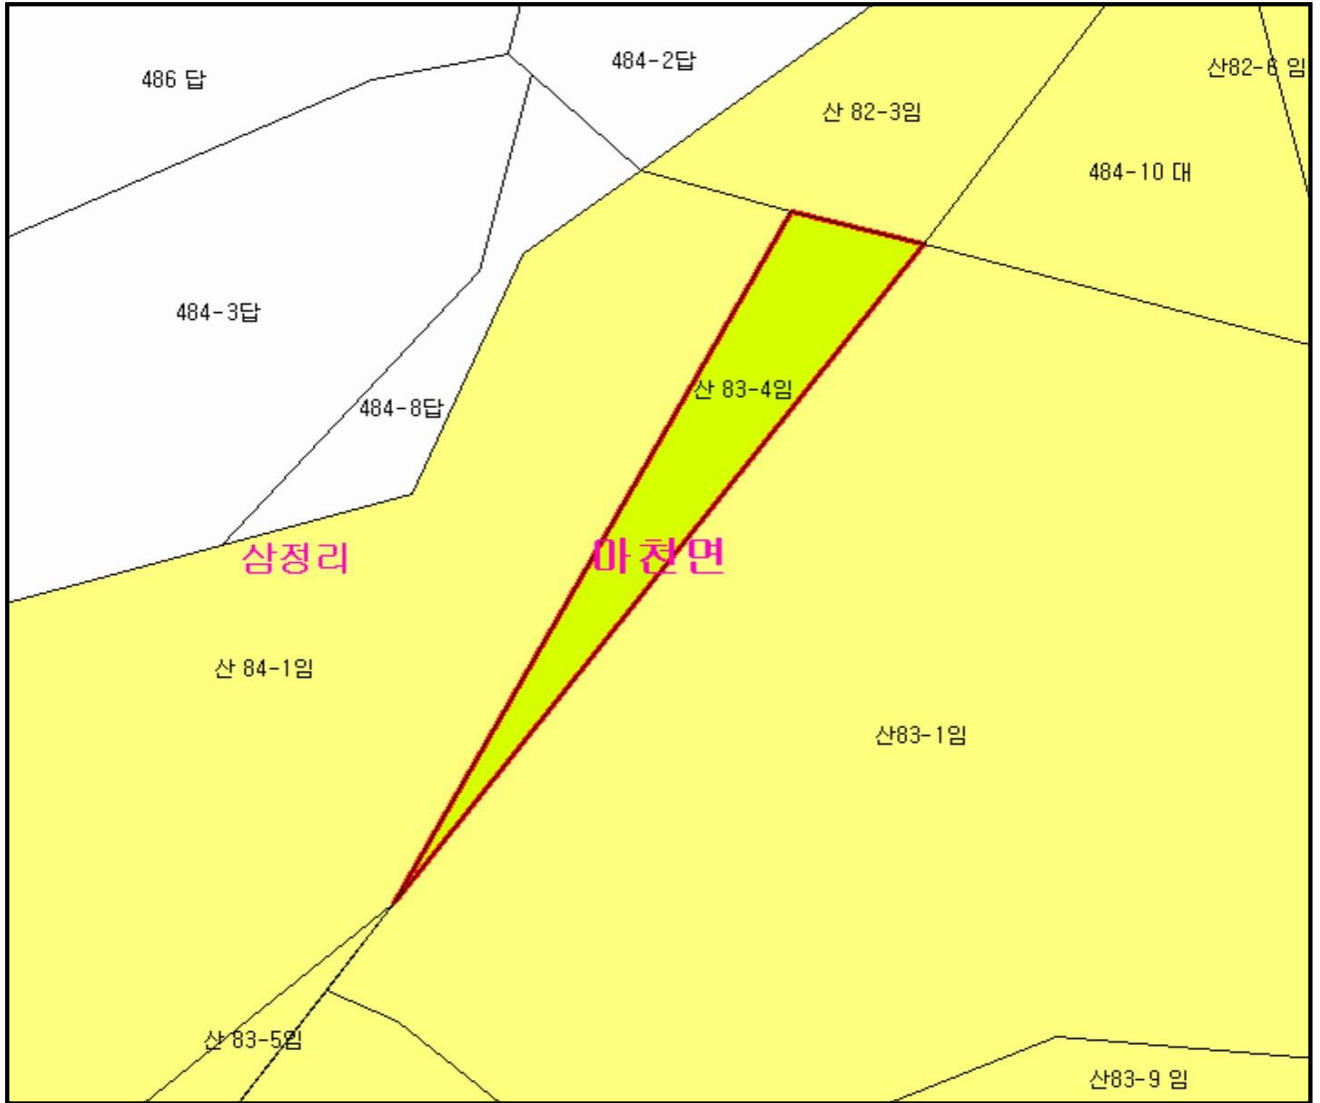 484-2답
산82-6 임
486 답
산 82-3임
484-10 대
484-3답
산 83-4임
484-8답
삼정리
마천면
산 84-1임
산83-1임
산 83-5임
산83-9 임